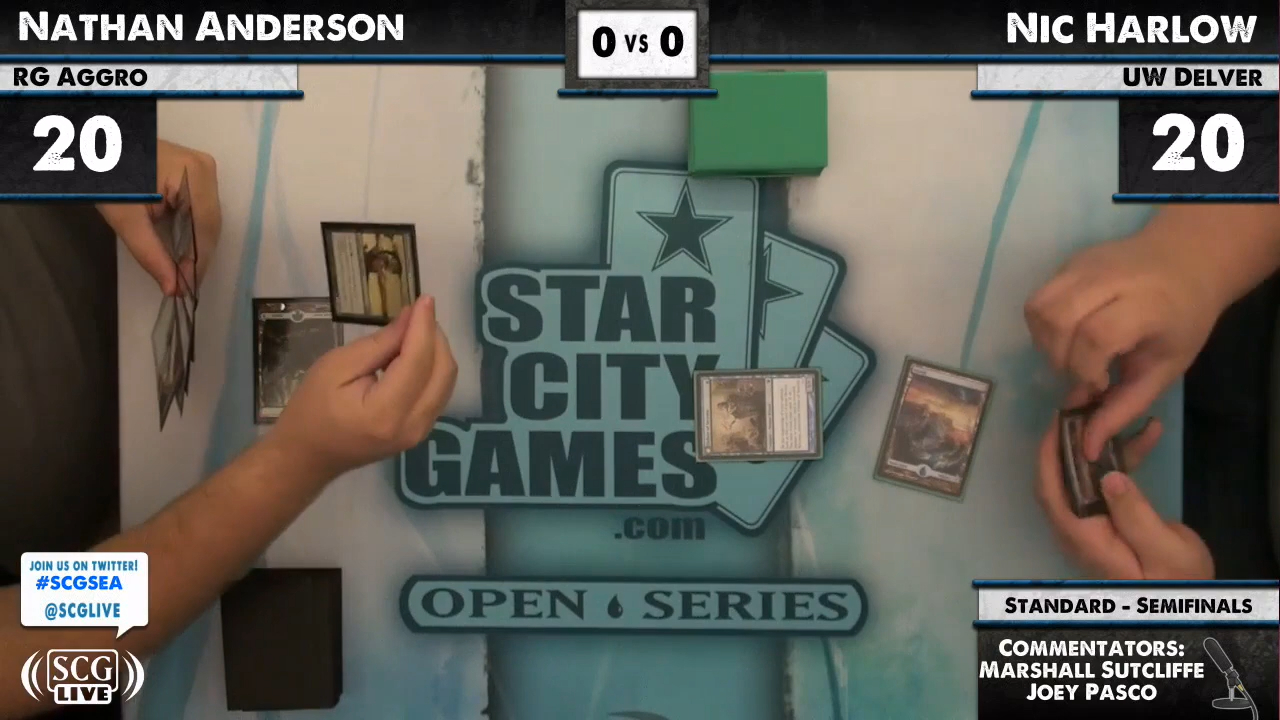 NATHAN ANDERSON
0 VS 0
NIC HARLOW
RG AGGRO
UW DELVER
20
20
STAR
CITY
GAMES
.com
OPEN SERIES
JOIN US ON TWITTER!
#SCGSEA
@SCGLIVE
SCG
LIVE
STANDARD - SEMIFINALS
COMMENTATORS:
MARSHALL SUTCLIFFE
JOEY PASCO